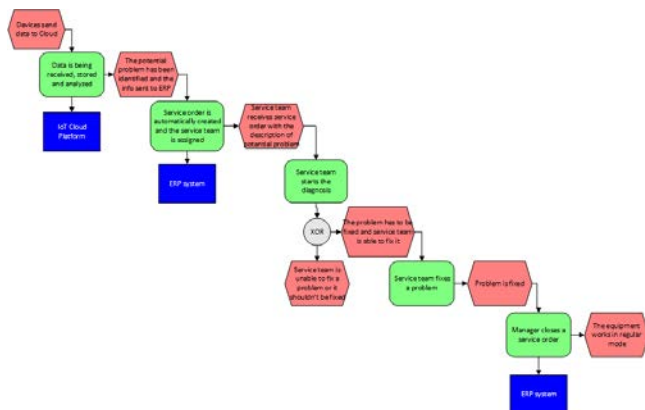 Devices send
data to Cloud
Data is being
received, stored
and analyzed
The potential
problem has been
identified and the
info sent to ERP
IoT Cloud
Platform
Service order is
automatically created
and the service team
is assigned
Service team
receives service
order with the
description of
potential problem
ERP system
Service team
starts the
diagnosis
XOR
The problem has to be
fixed and service team
is able to fix it
Service team is
unable to fix a
problem or it
shouldn't be fixed
Service team fixes
a problem
Problem is fixed
Manager closes a
service order
The equipment
works in regular
mode
ERP system